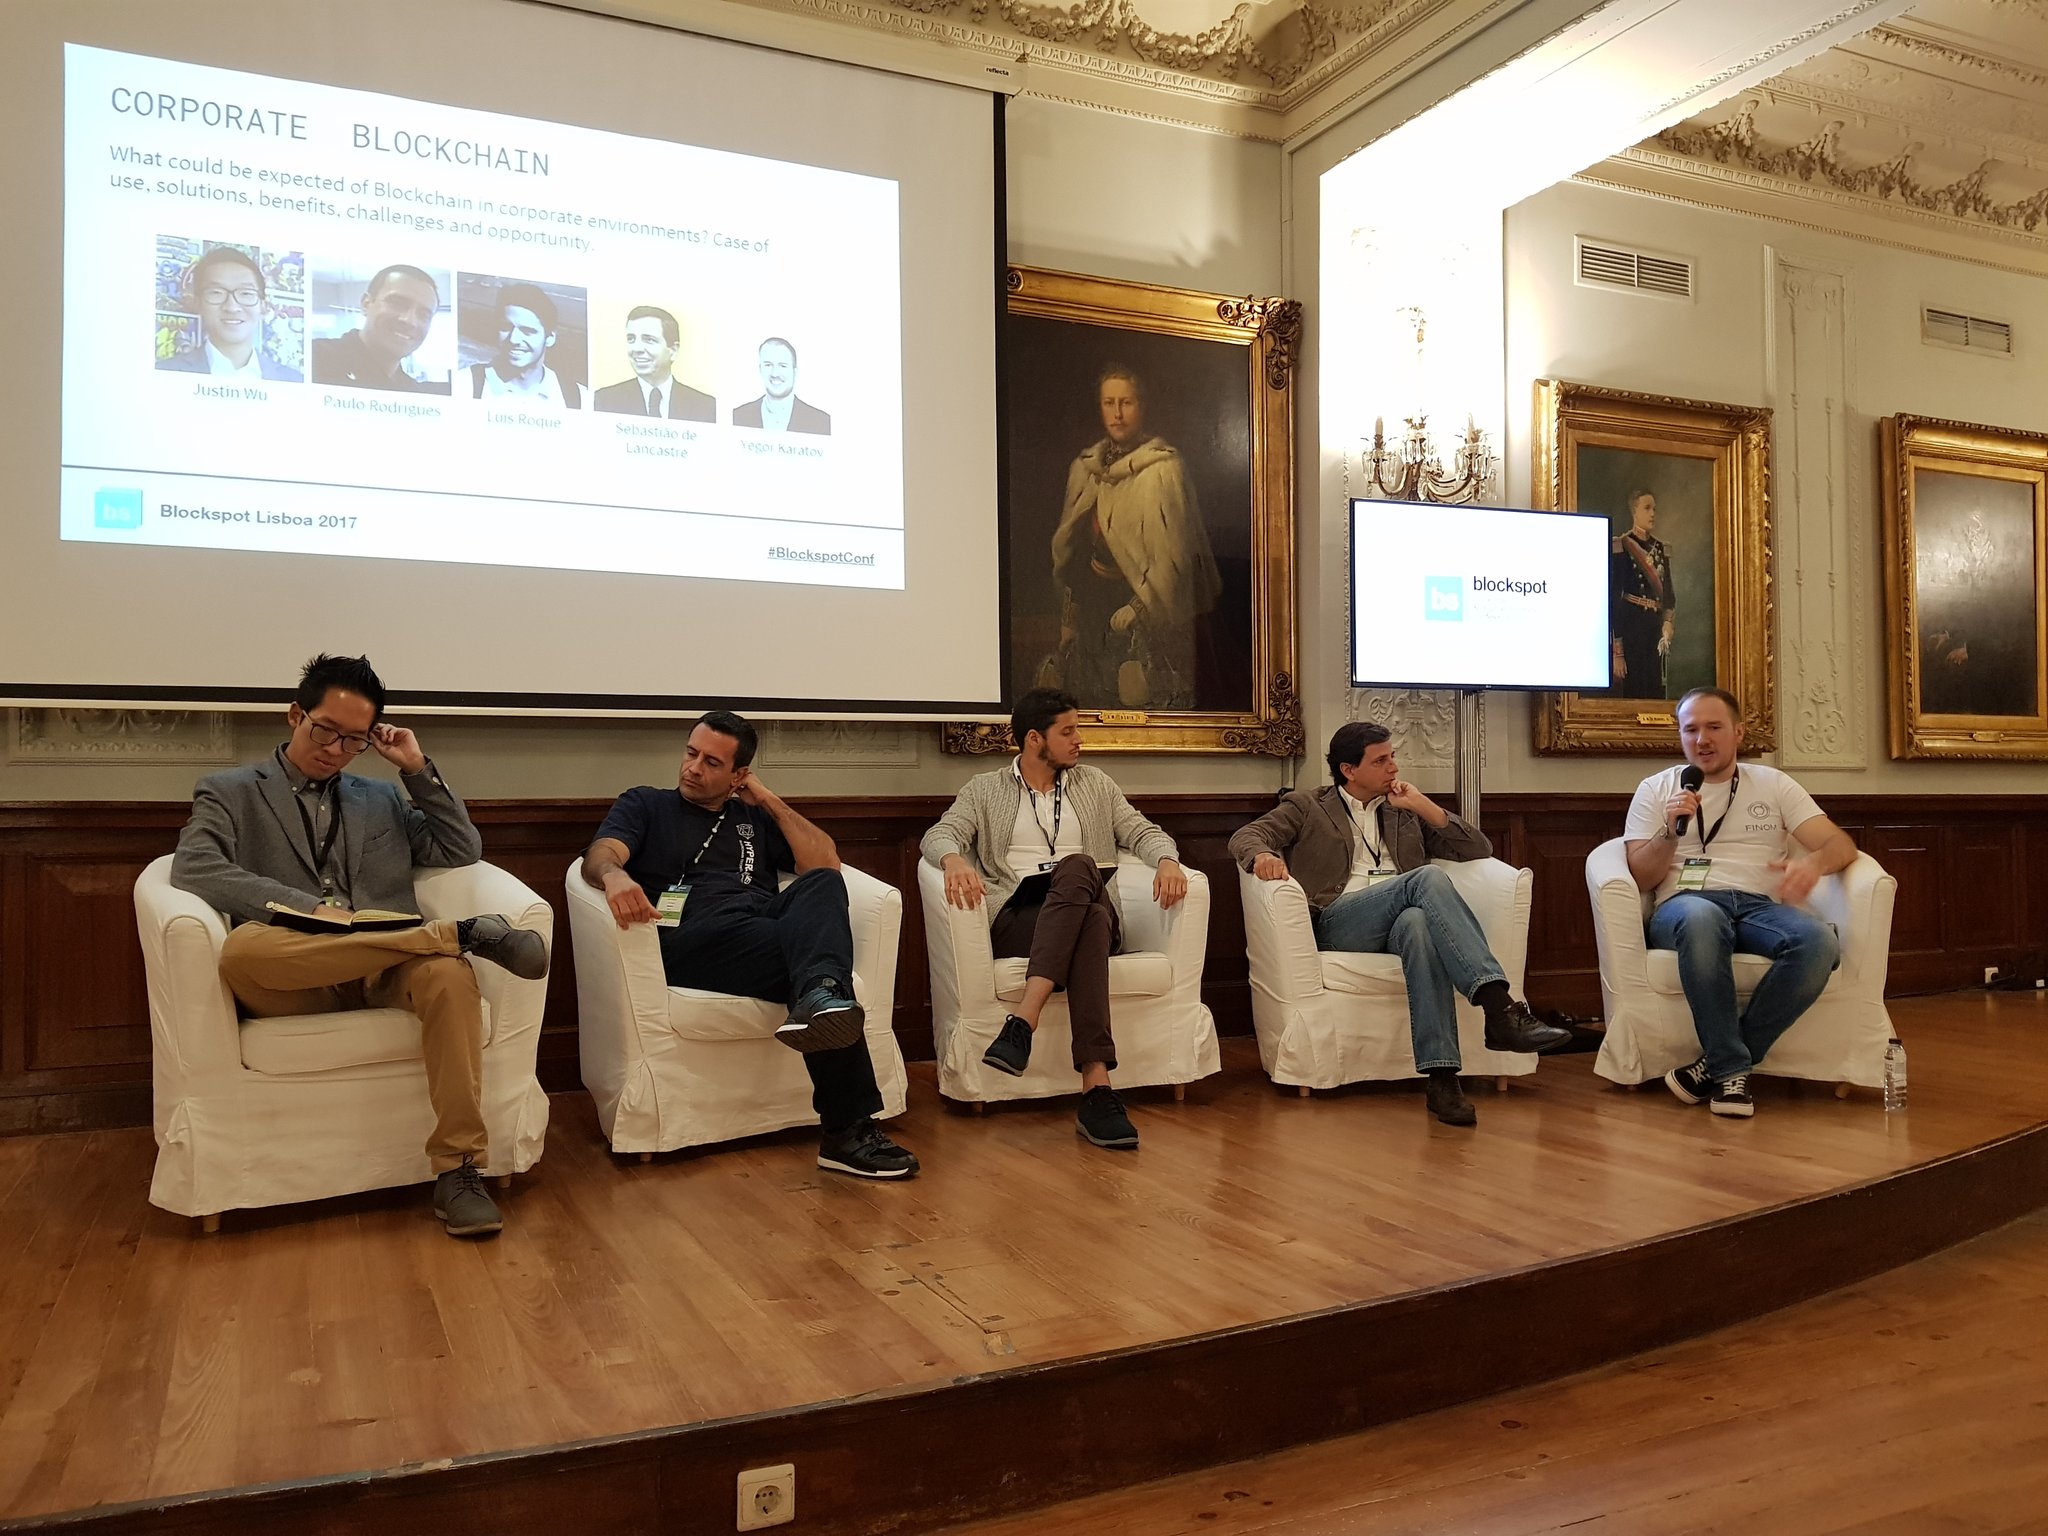 reflecta
CORPORATE BLOCKCHAIN
What could be expected of Blockchain in corporate environments? Case of
use, solutions, benefits, challenges and opportunity.
Justin Wu
Paulo Rodrigues
Luis Roque
Sebastião de
Lancastre
Yegor Karatov
bs
Blockspot Lisboa 2017
#BlockspotConf
bs
blockspot
HYPER
FINOM